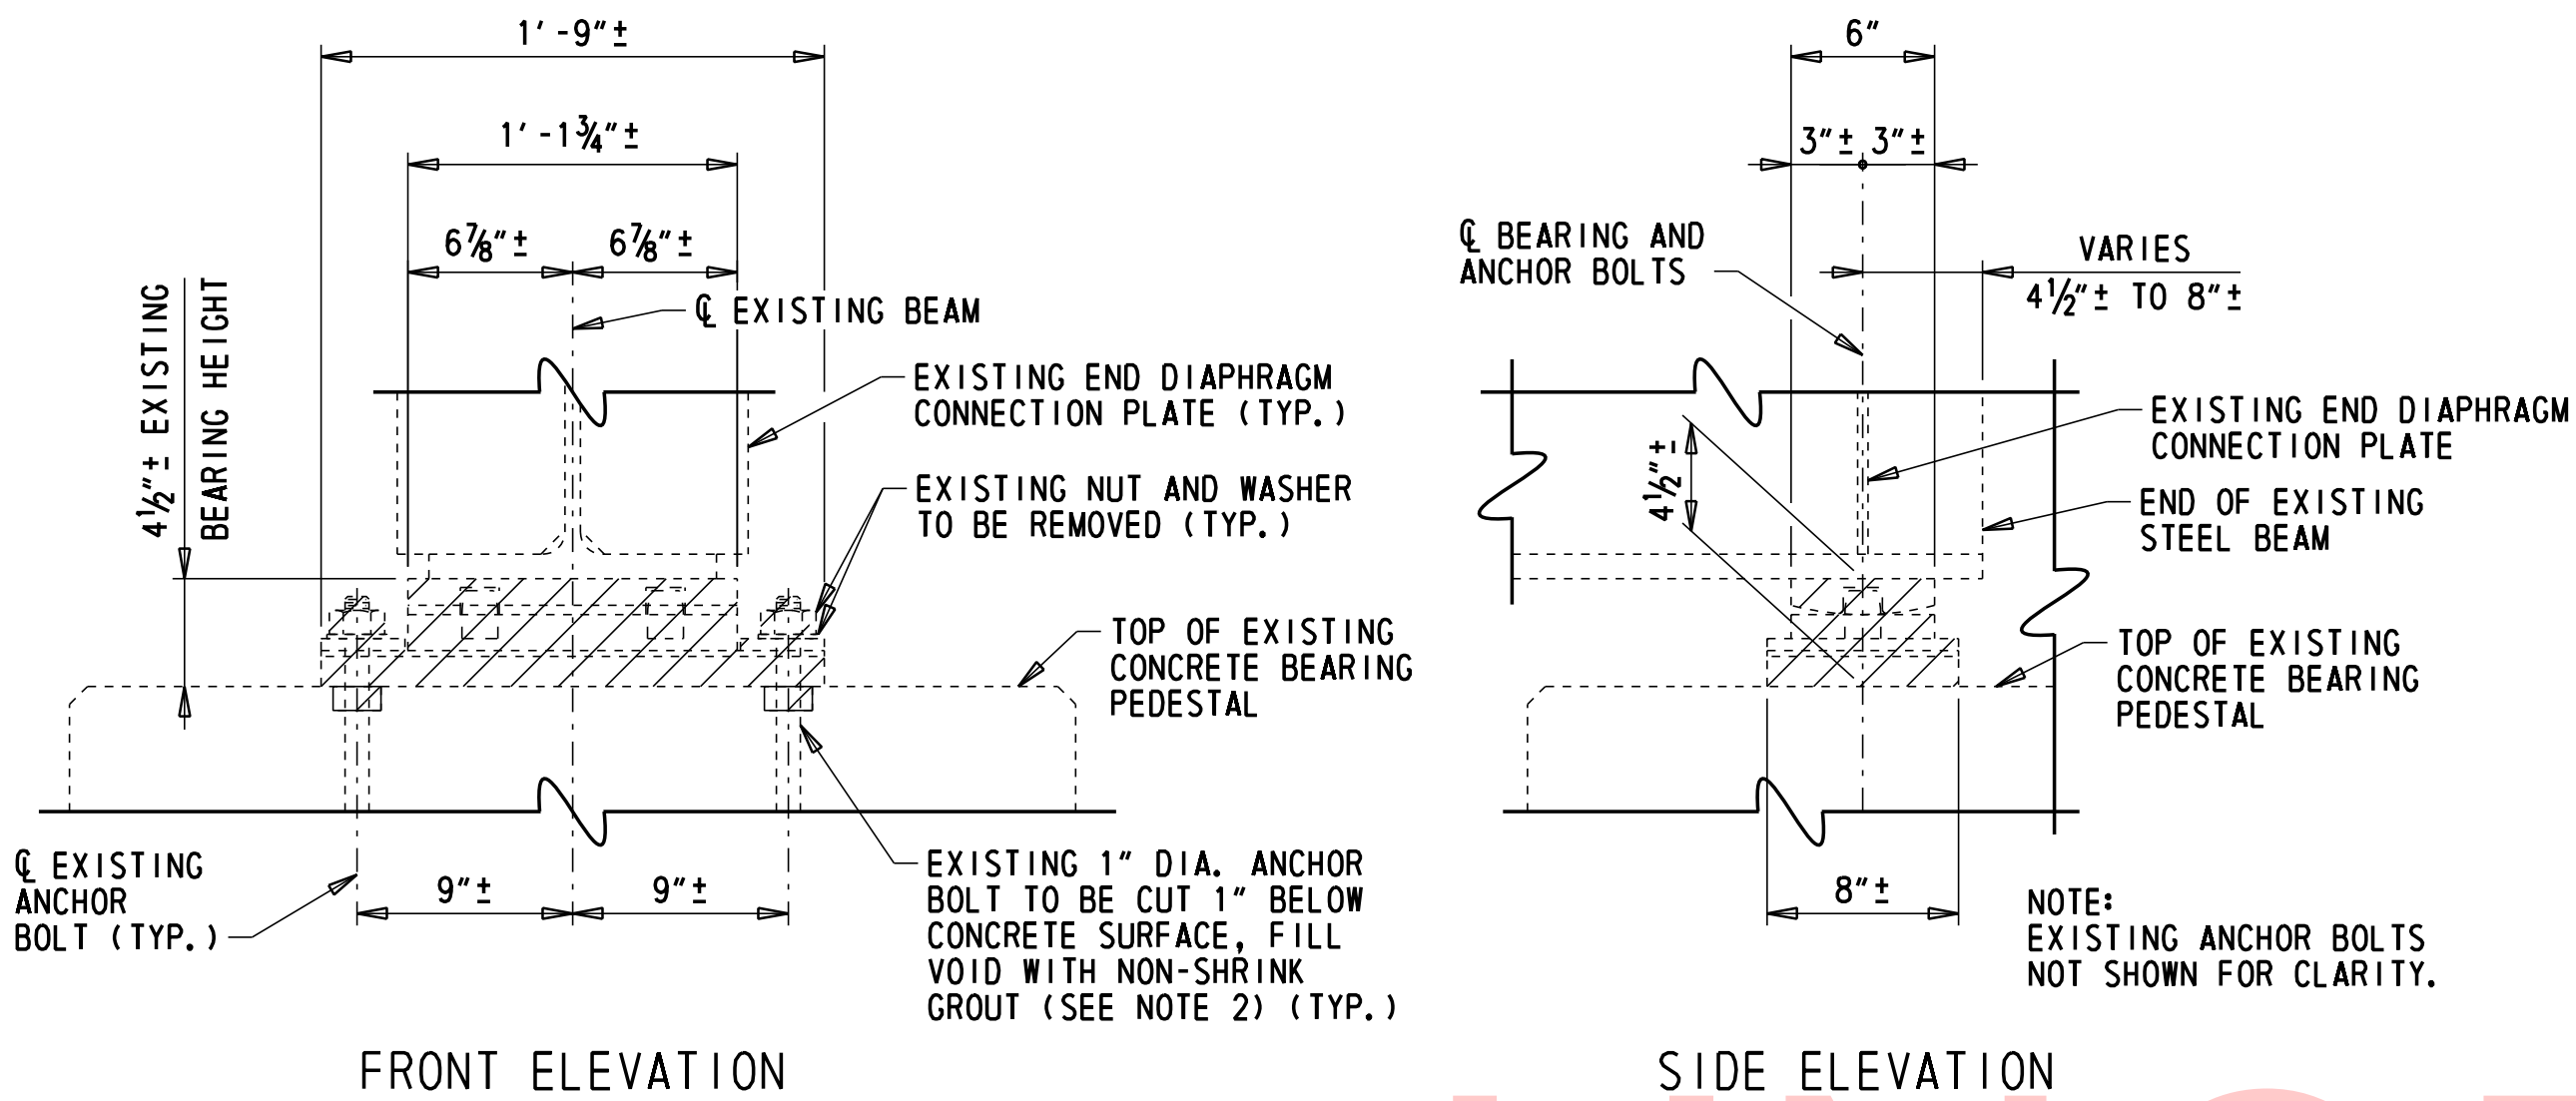 1'-9"±
1'-1¾"±
6⅞"± 6⅞"±
4½"± EXISTING
BEARING HEIGHT
℄ EXISTING BEAM
EXISTING END DIAPHRAGM
CONNECTION PLATE (TYP.)
EXISTING NUT AND WASHER
TO BE REMOVED (TYP.)
TOP OF EXISTING
CONCRETE BEARING
PEDESTAL
℄ EXISTING
ANCHOR
BOLT (TYP.)
9"± 9"±
EXISTING 1" DIA. ANCHOR
BOLT TO BE CUT 1" BELOW
CONCRETE SURFACE, FILL
VOID WITH NON-SHRINK
GROUT (SEE NOTE 2) (TYP.)
FRONT ELEVATION
6"
3"± 3"±
℄ BEARING AND
ANCHOR BOLTS
VARIES
4½"± TO 8"±
4½"±
EXISTING END DIAPHRAGM
CONNECTION PLATE
END OF EXISTING
STEEL BEAM
TOP OF EXISTING
CONCRETE BEARING
PEDESTAL
8"±
NOTE:
EXISTING ANCHOR BOLTS
NOT SHOWN FOR CLARITY.
SIDE ELEVATION